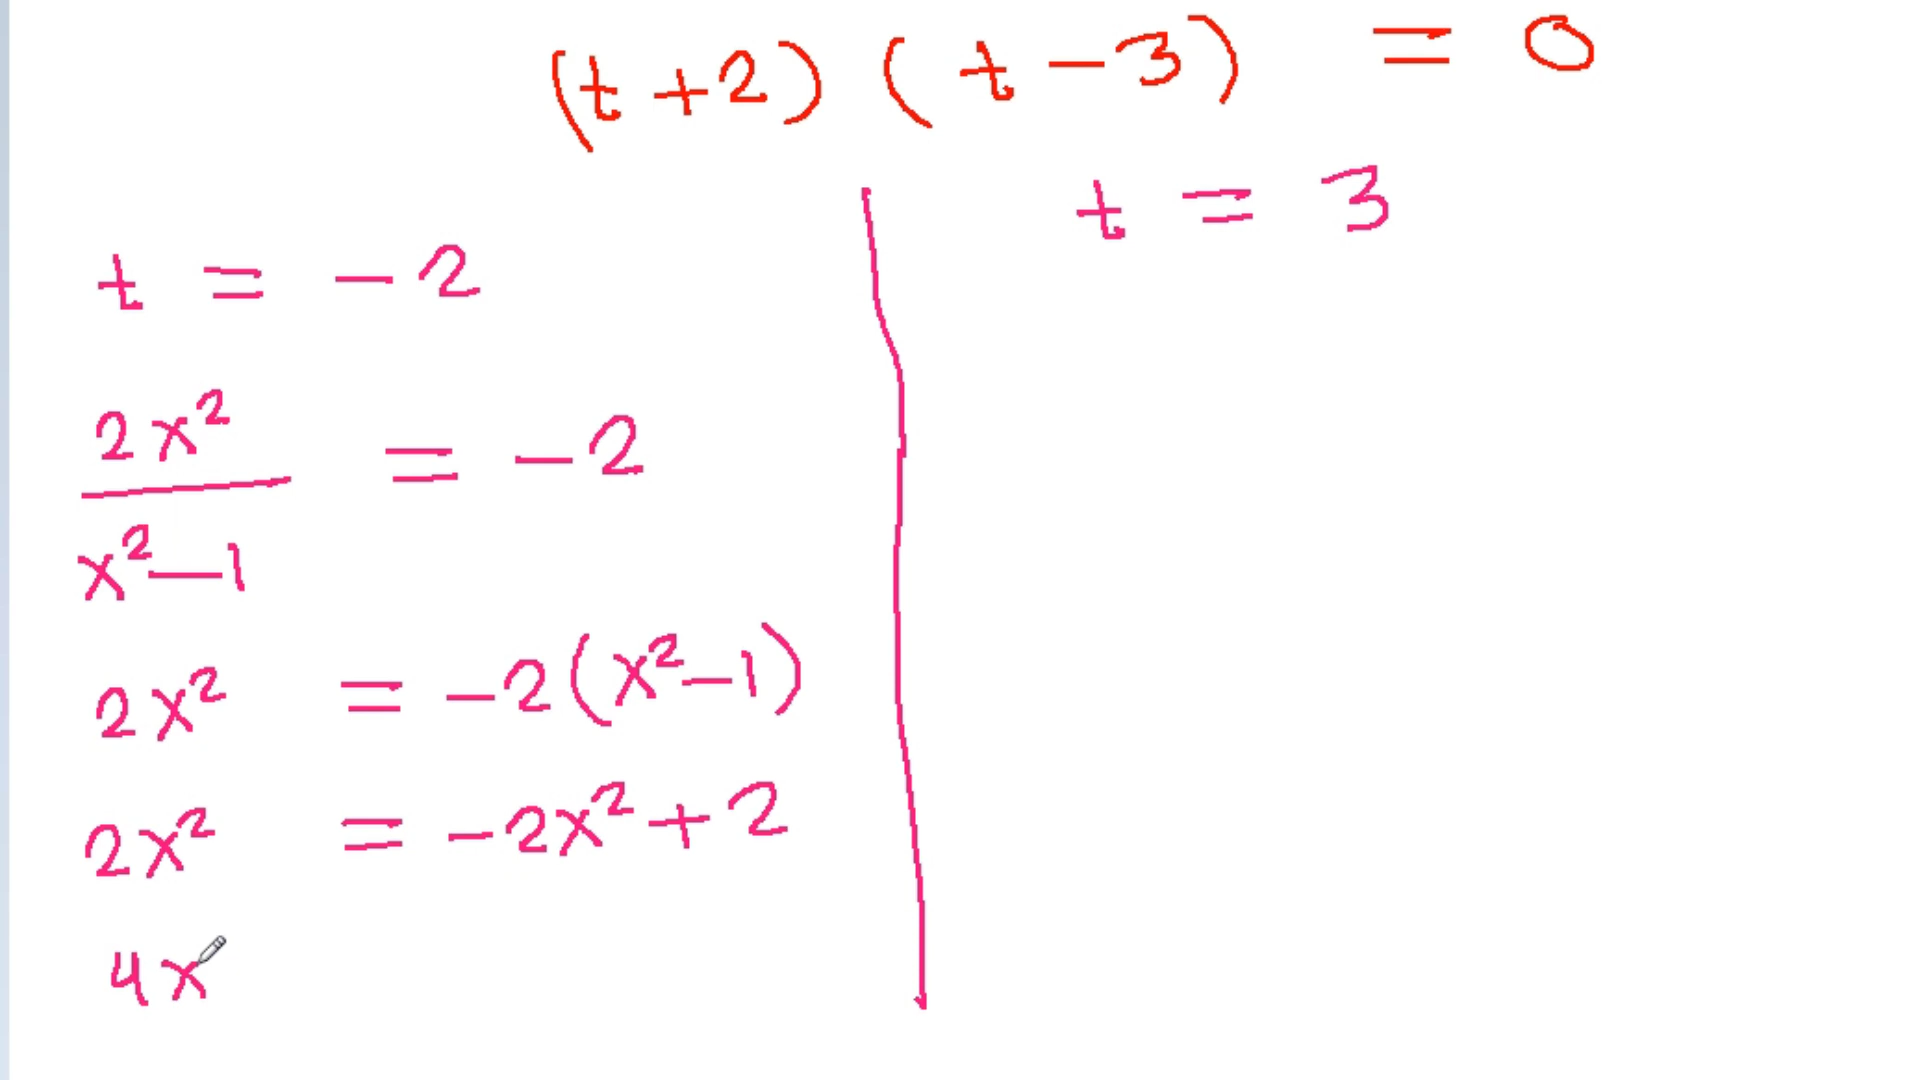 (t+2)(t-3) = 0
t = -2
2x²/x²-1 = -2
2x² = -2(x²-1)
2x² = -2x²+2
4x
t = 3